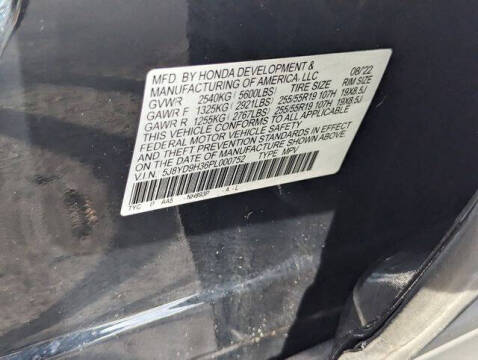 MFD. BY HONDA DEVELOPMENT & 08/22
MANUFACTURING OF AMERICA, LLC
TIRE SIZE RIM SIZE
GVWR 2540KG ( 5600LBS)
GAWR F 1325KG ( 2921LBS) 255/55R19 107H 19X8.5J
GAWR R 1255KG ( 2767LBS) 255/55R19 107H 19X8.5J
THIS VEHICLE CONFORMS TO ALL APPLICABLE
FEDERAL MOTOR VEHICLE SAFETY
AND THEFT PREVENTION STANDARDS IN EFFECT
ON THE DATE OF MANUFACTURE SHOWN ABOVE.
V.I.N. 5J8YD9H36PL000752 TYPE: MPV
TYC P AA5 A -L